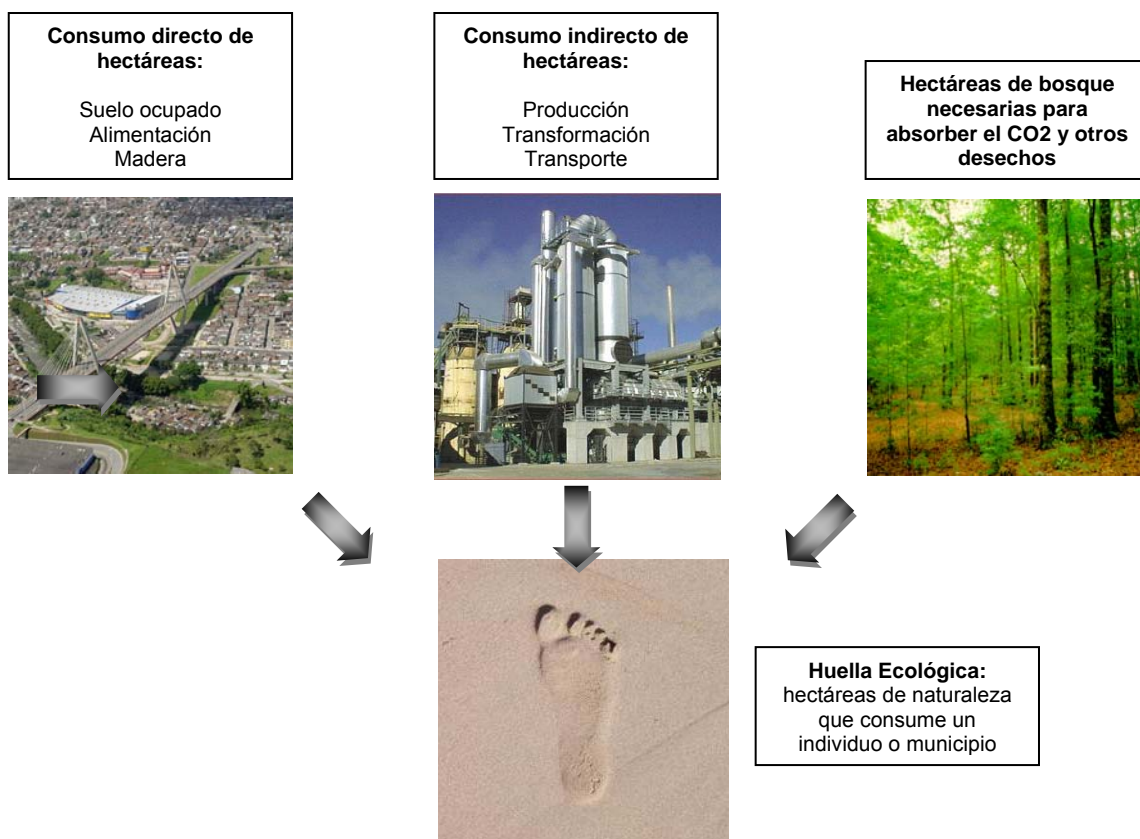 Consumo directo de
hectáreas:
Suelo ocupado
Alimentación
Madera
Consumo indirecto de
hectáreas:
Producción
Transformación
Transporte
Hectáreas de bosque
necesarias para
absorber el CO2 y otros
desechos
Huella Ecológica:
hectáreas de naturaleza
que consume un
individuo o municipio